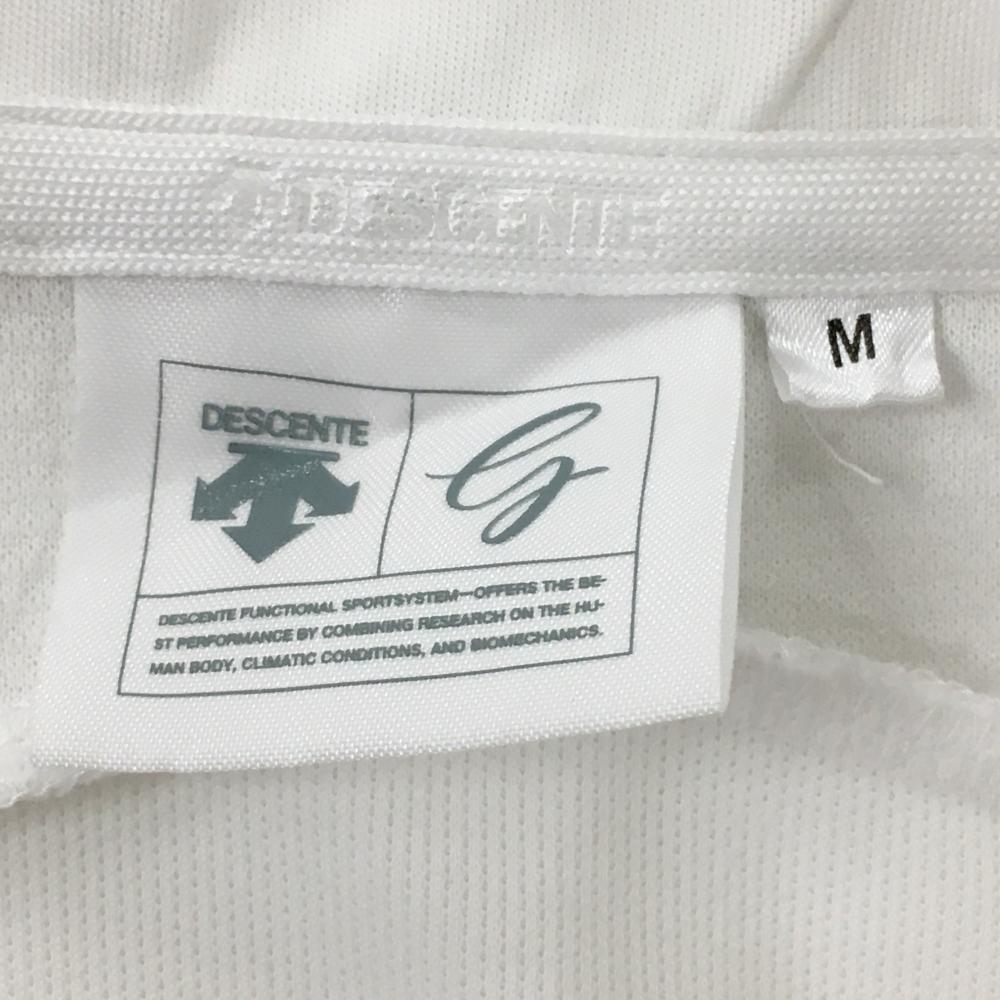 DESCENTE
M
DESCENTE
G
DESCENTE FUNCTIONAL SPORTSYSTEM—OFFERS THE BE-
ST PERFORMANCE BY COMBINING RESEARCH ON THE HU-
MAN BODY, CLIMATIC CONDITIONS, AND BIOMECHANICS.